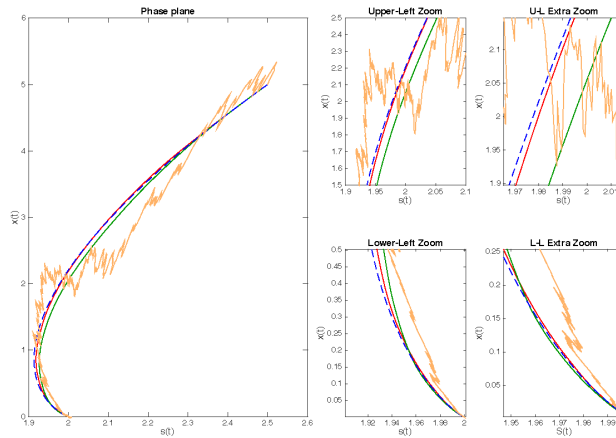 Phase plane
x(t)
6
5
4
3
2
1
0
1.9 2 2.1 2.2 2.3 2.4 2.5 2.6
s(t)
Upper-Left Zoom
x(t)
2.5
2.4
2.3
2.2
2.1
2
1.9
1.8
1.7
1.6
1.5
1.9 1.95 2 2.05 2.1
s(t)
U-L Extra Zoom
x(t)
2.1
2.05
2
1.95
1.9
1.97 1.98 1.99 2 2.01
s(t)
Lower-Left Zoom
x(t)
0.5
0.45
0.4
0.35
0.3
0.25
0.2
0.15
0.1
0.05
1.92 1.94 1.96 1.98 2
s(t)
L-L Extra Zoom
x(t)
0.25
0.2
0.15
0.1
0.05
1.95 1.96 1.97 1.98 1.99
S(t)